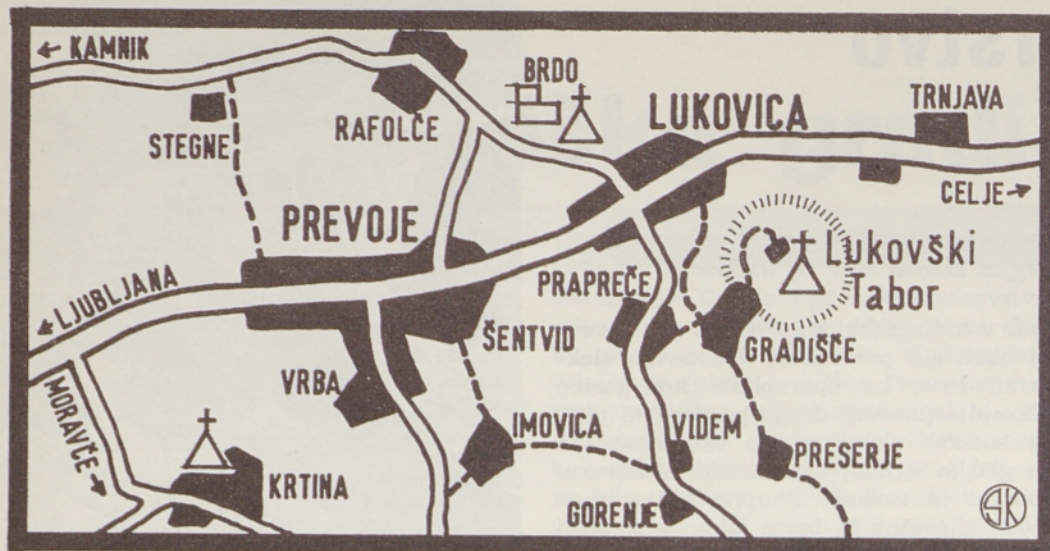 ← KAMNIK
BRDO
TRNJAVA
LUKOVICA
RAFOLČE
STEGNE
CELJE →
PREVOJE
Lukovški
Tabor
← LJUBLJANA
PRAPREČE
ŠENTVID
GRADIŠČE
VRBA
MORAVČE →
IMOVICA
VIDEM
PRESERJE
KRTINA
GORENJE
SK